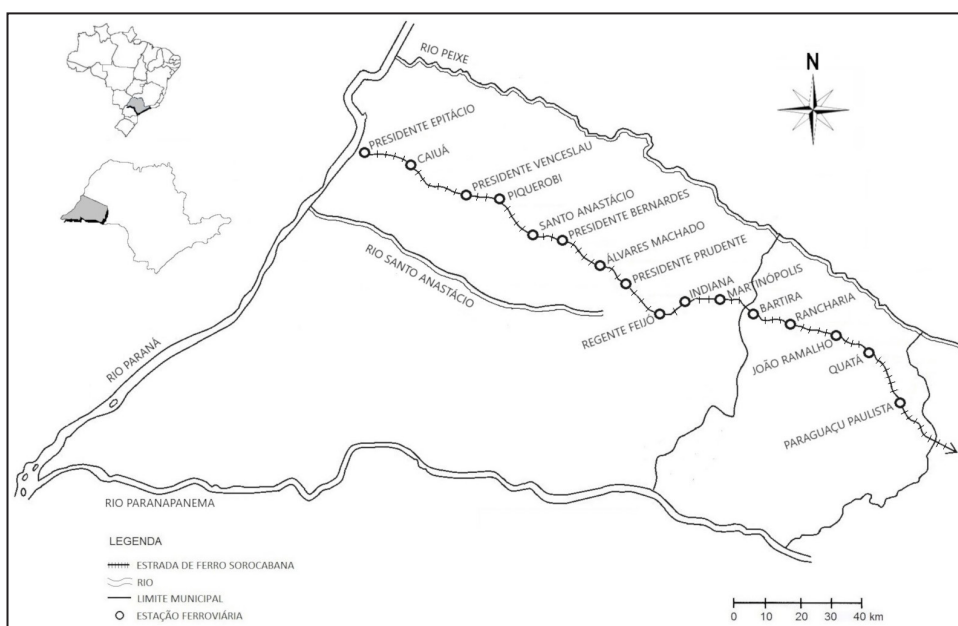 RIO PEIXE
N
PRESIDENTE EPITÁCIO
CAIUÁ
PRESIDENTE VENCESLAU
PIQUEROBI
SANTO ANASTÁCIO
PRESIDENTE BERNARDES
ÁLVARES MACHADO
PRESIDENTE PRUDENTE
RIO SANTO ANASTÁCIO
INDIANA
MARTINÓPOLIS
REGENTE FEIJÓ
BARTIRA
RANCHARIA
JOÃO RAMALHO
QUATÁ
RIO PARANÁ
PARAGUAÇU PAULISTA
RIO PARANAPANEMA
LEGENDA
ESTRADA DE FERRO SOROCABANA
RIO
LIMITE MUNICIPAL
ESTAÇÃO FERROVIÁRIA
0 10 20 30 40 km